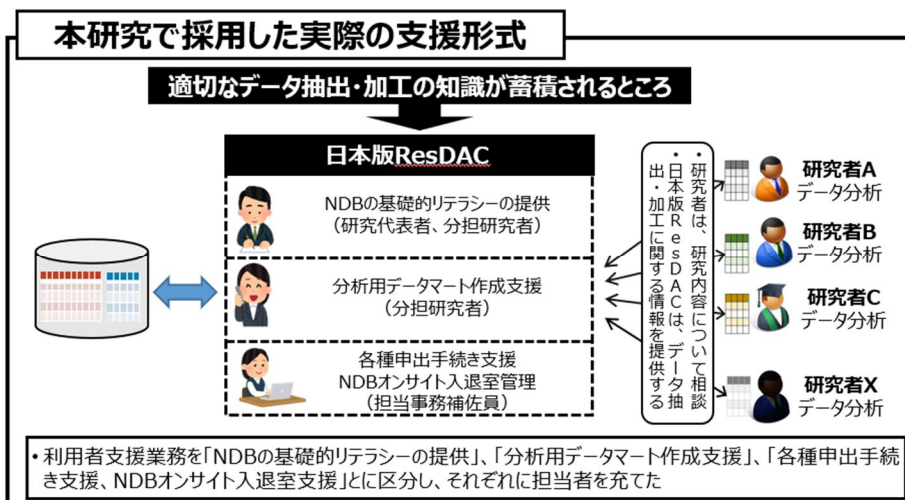 本研究で採用した実際の支援形式
適切なデータ抽出・加工の知識が蓄積されるところ
日本版ResDAC
NDBの基礎的リテラシーの提供
(研究代表者、分担研究者)
分析用データマート作成支援
(分担研究者)
各種申出手続き支援
NDBオンサイト入退室管理
(担当事務補佐員)
・研究者は、研究内容について相談
・日本版ResDACは、データ抽
出・加工に関する情報を提供する
研究者A
データ分析
研究者B
データ分析
研究者C
データ分析
研究者X
データ分析
・利用者支援業務を「NDBの基礎的リテラシーの提供」、「分析用データマート作成支援」、「各種申出手続
き支援、NDBオンサイト入退室支援」とに区分し、それぞれに担当者を充てた